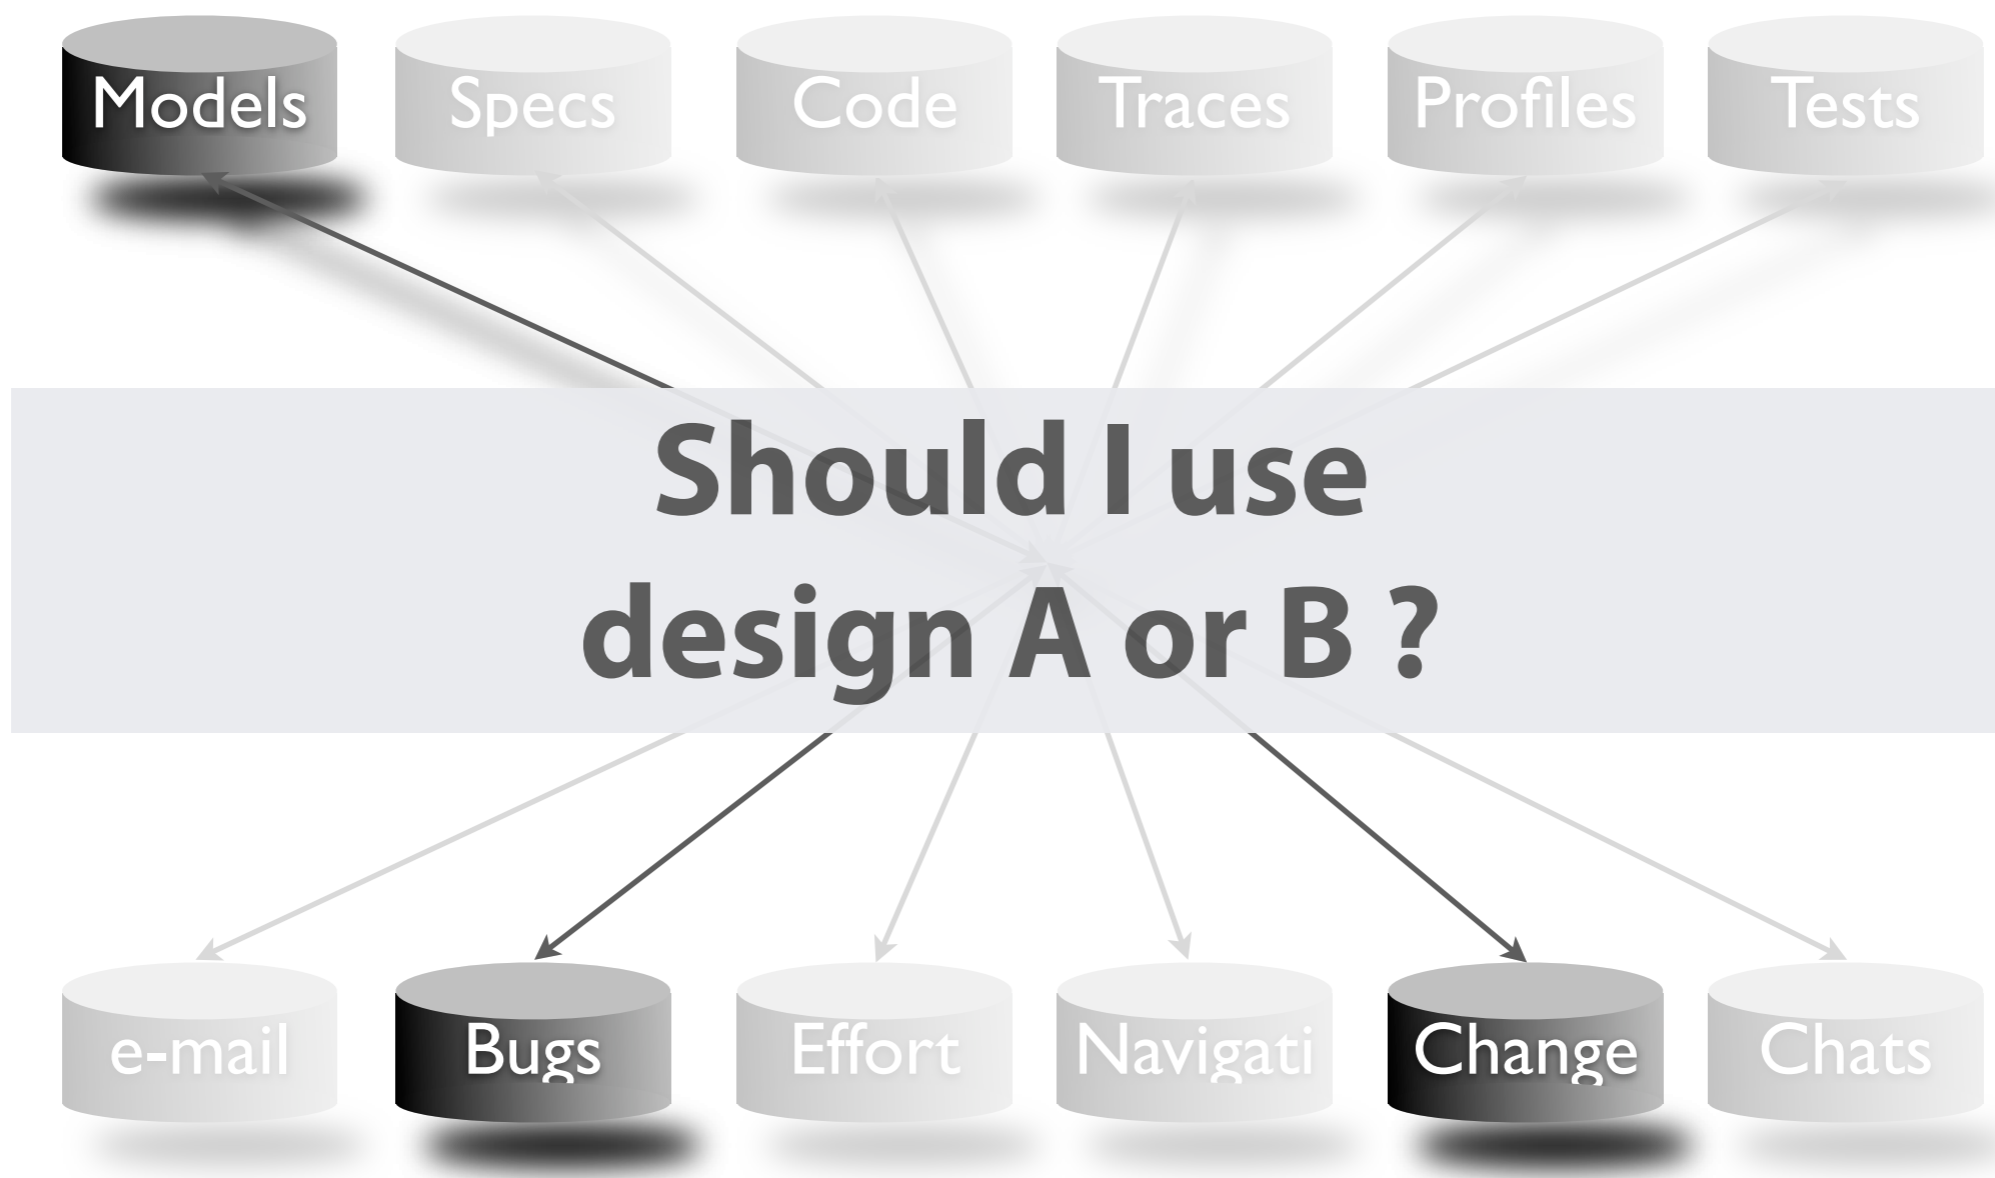 Models
Specs
Code
Traces
Profiles
Tests
Should I use
design A or B ?
e-mail
Bugs
Effort
Navigati
Change
Chats